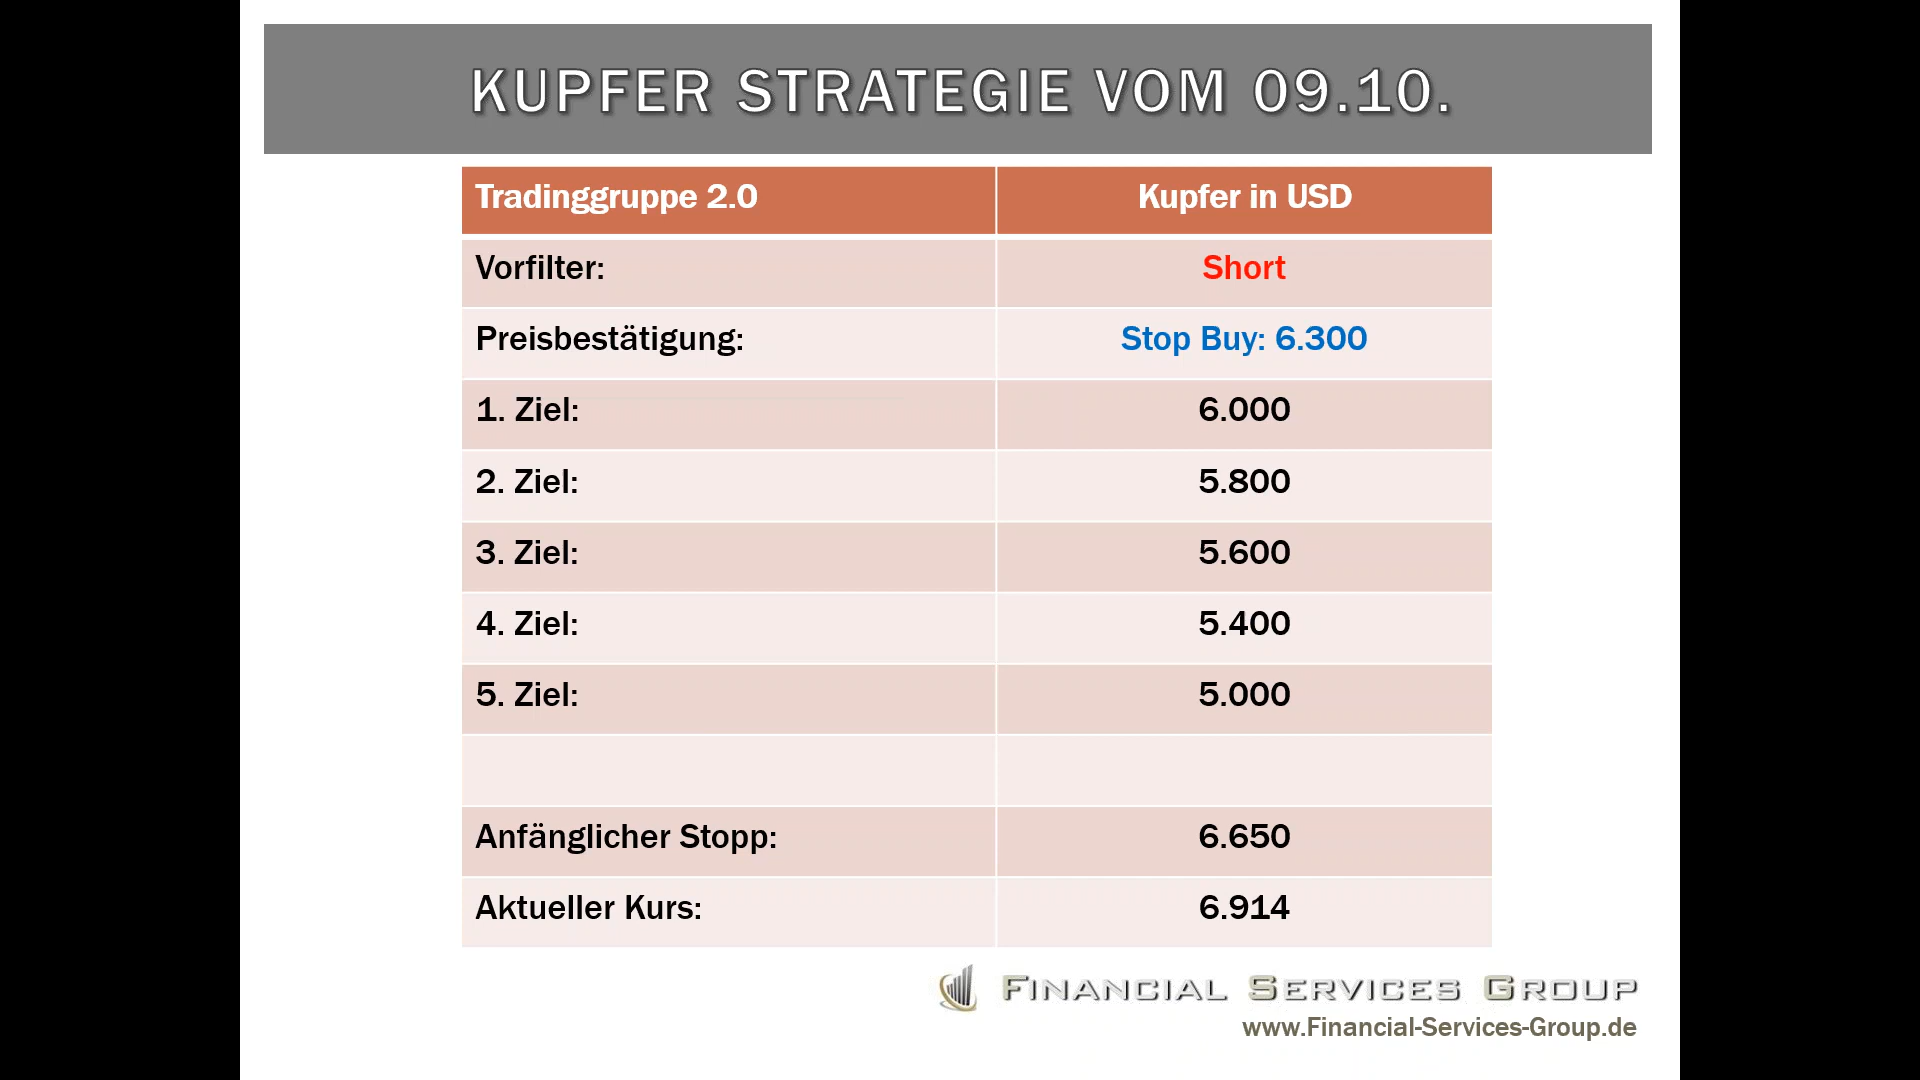 KUPFER STRATEGIE VOM 09.10.
Tradinggruppe 2.0 Kupfer in USD
Vorfilter: Short
Preisbestätigung: Stop Buy: 6.300
1. Ziel: 6.000
2. Ziel: 5.800
3. Ziel: 5.600
4. Ziel: 5.400
5. Ziel: 5.000
Anfänglicher Stopp: 6.650
Aktueller Kurs: 6.914
FINANCIAL SERVICES GROUP
www.Financial-Services-Group.de